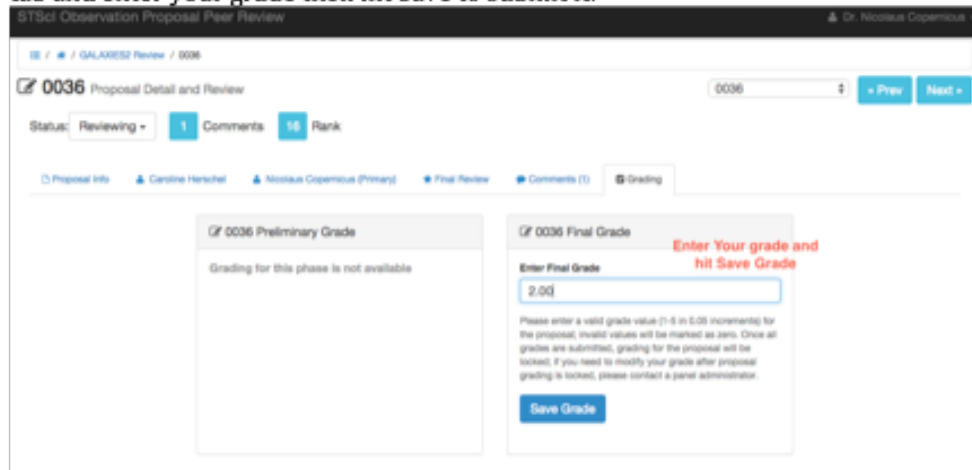 STScI Observation Proposal Peer Review Dr. Nicolaus Copernicus
/ / GALAXIES2 Review / 0036
0036 Proposal Detail and Review 0036 « Prev Next »
Status: Reviewing 1 Comments 16 Rank
Proposal Info Caroline Herschel Nicolaus Copernicus (Primary) Final Review Comments (1) Grading
0036 Preliminary Grade 0036 Final Grade
Enter Your grade and
hit Save Grade
Grading for this phase is not available
Enter Final Grade
2.00
Please enter a valid grade value (1-5 in 0.05 increments) for
the proposal; invalid values will be marked as zero. Once all
grades are submitted, grading for the proposal will be
locked; if you need to modify your grade after proposal
grading is locked, please contact a panel administrator.
Save Grade